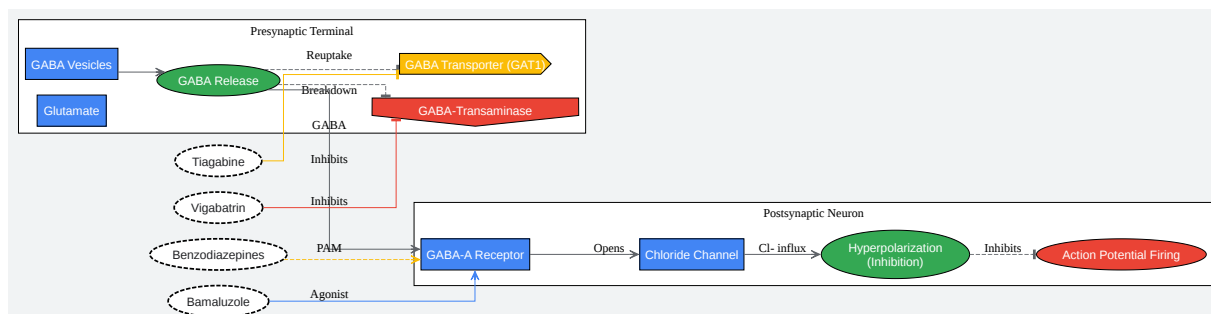 Presynaptic Terminal
GABA Vesicles
Reuptake
GABA Transporter (GAT1)
GABA Release
Breakdown
Glutamate
GABA-Transaminase
GABA
Tiagabine
Inhibits
Vigabatrin
Inhibits
Postsynaptic Neuron
Benzodiazepines
PAM
GABA-A Receptor
Opens
Chloride Channel
Cl- influx
Hyperpolarization
(Inhibition)
Inhibits
Action Potential Firing
Bamaluzole
Agonist